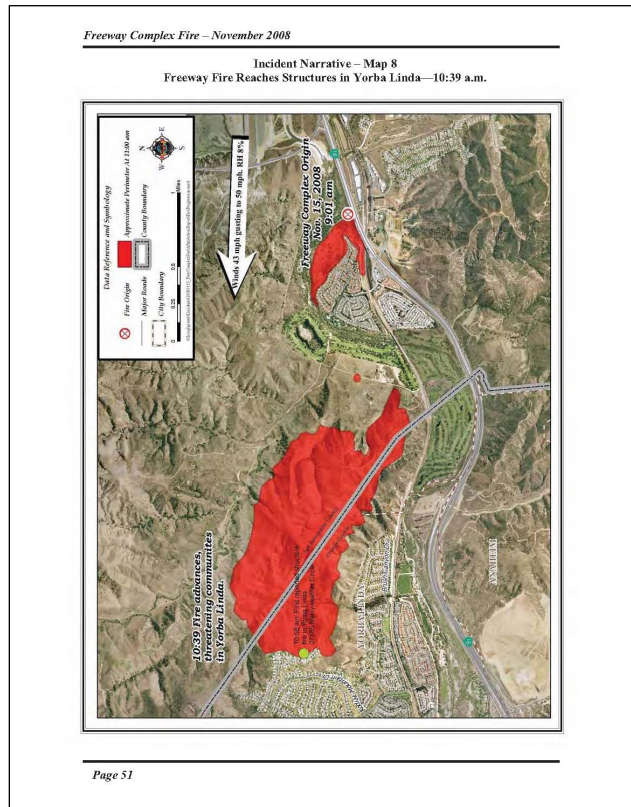 Freeway Complex Fire – November 2008
Incident Narrative – Map 8
Freeway Fire Reaches Structures in Yorba Linda—10:39 a.m.
Data Reference and Symbology
Fire Origin
Major Roads
City Boundary
Approximate Perimeter At 11:00 am
County Boundary
0
0.25
0.5
1
Miles
N
E
S
W
Winds 43 mph gusting to 50 mph. RH 8%
Freeway Complex Origin
Nov. 15, 2008
9:01 am
10:39 Fire advances,
threatening communites
in Yorba Linda.
YORBA LINDA
ANAHEIM
Page 51